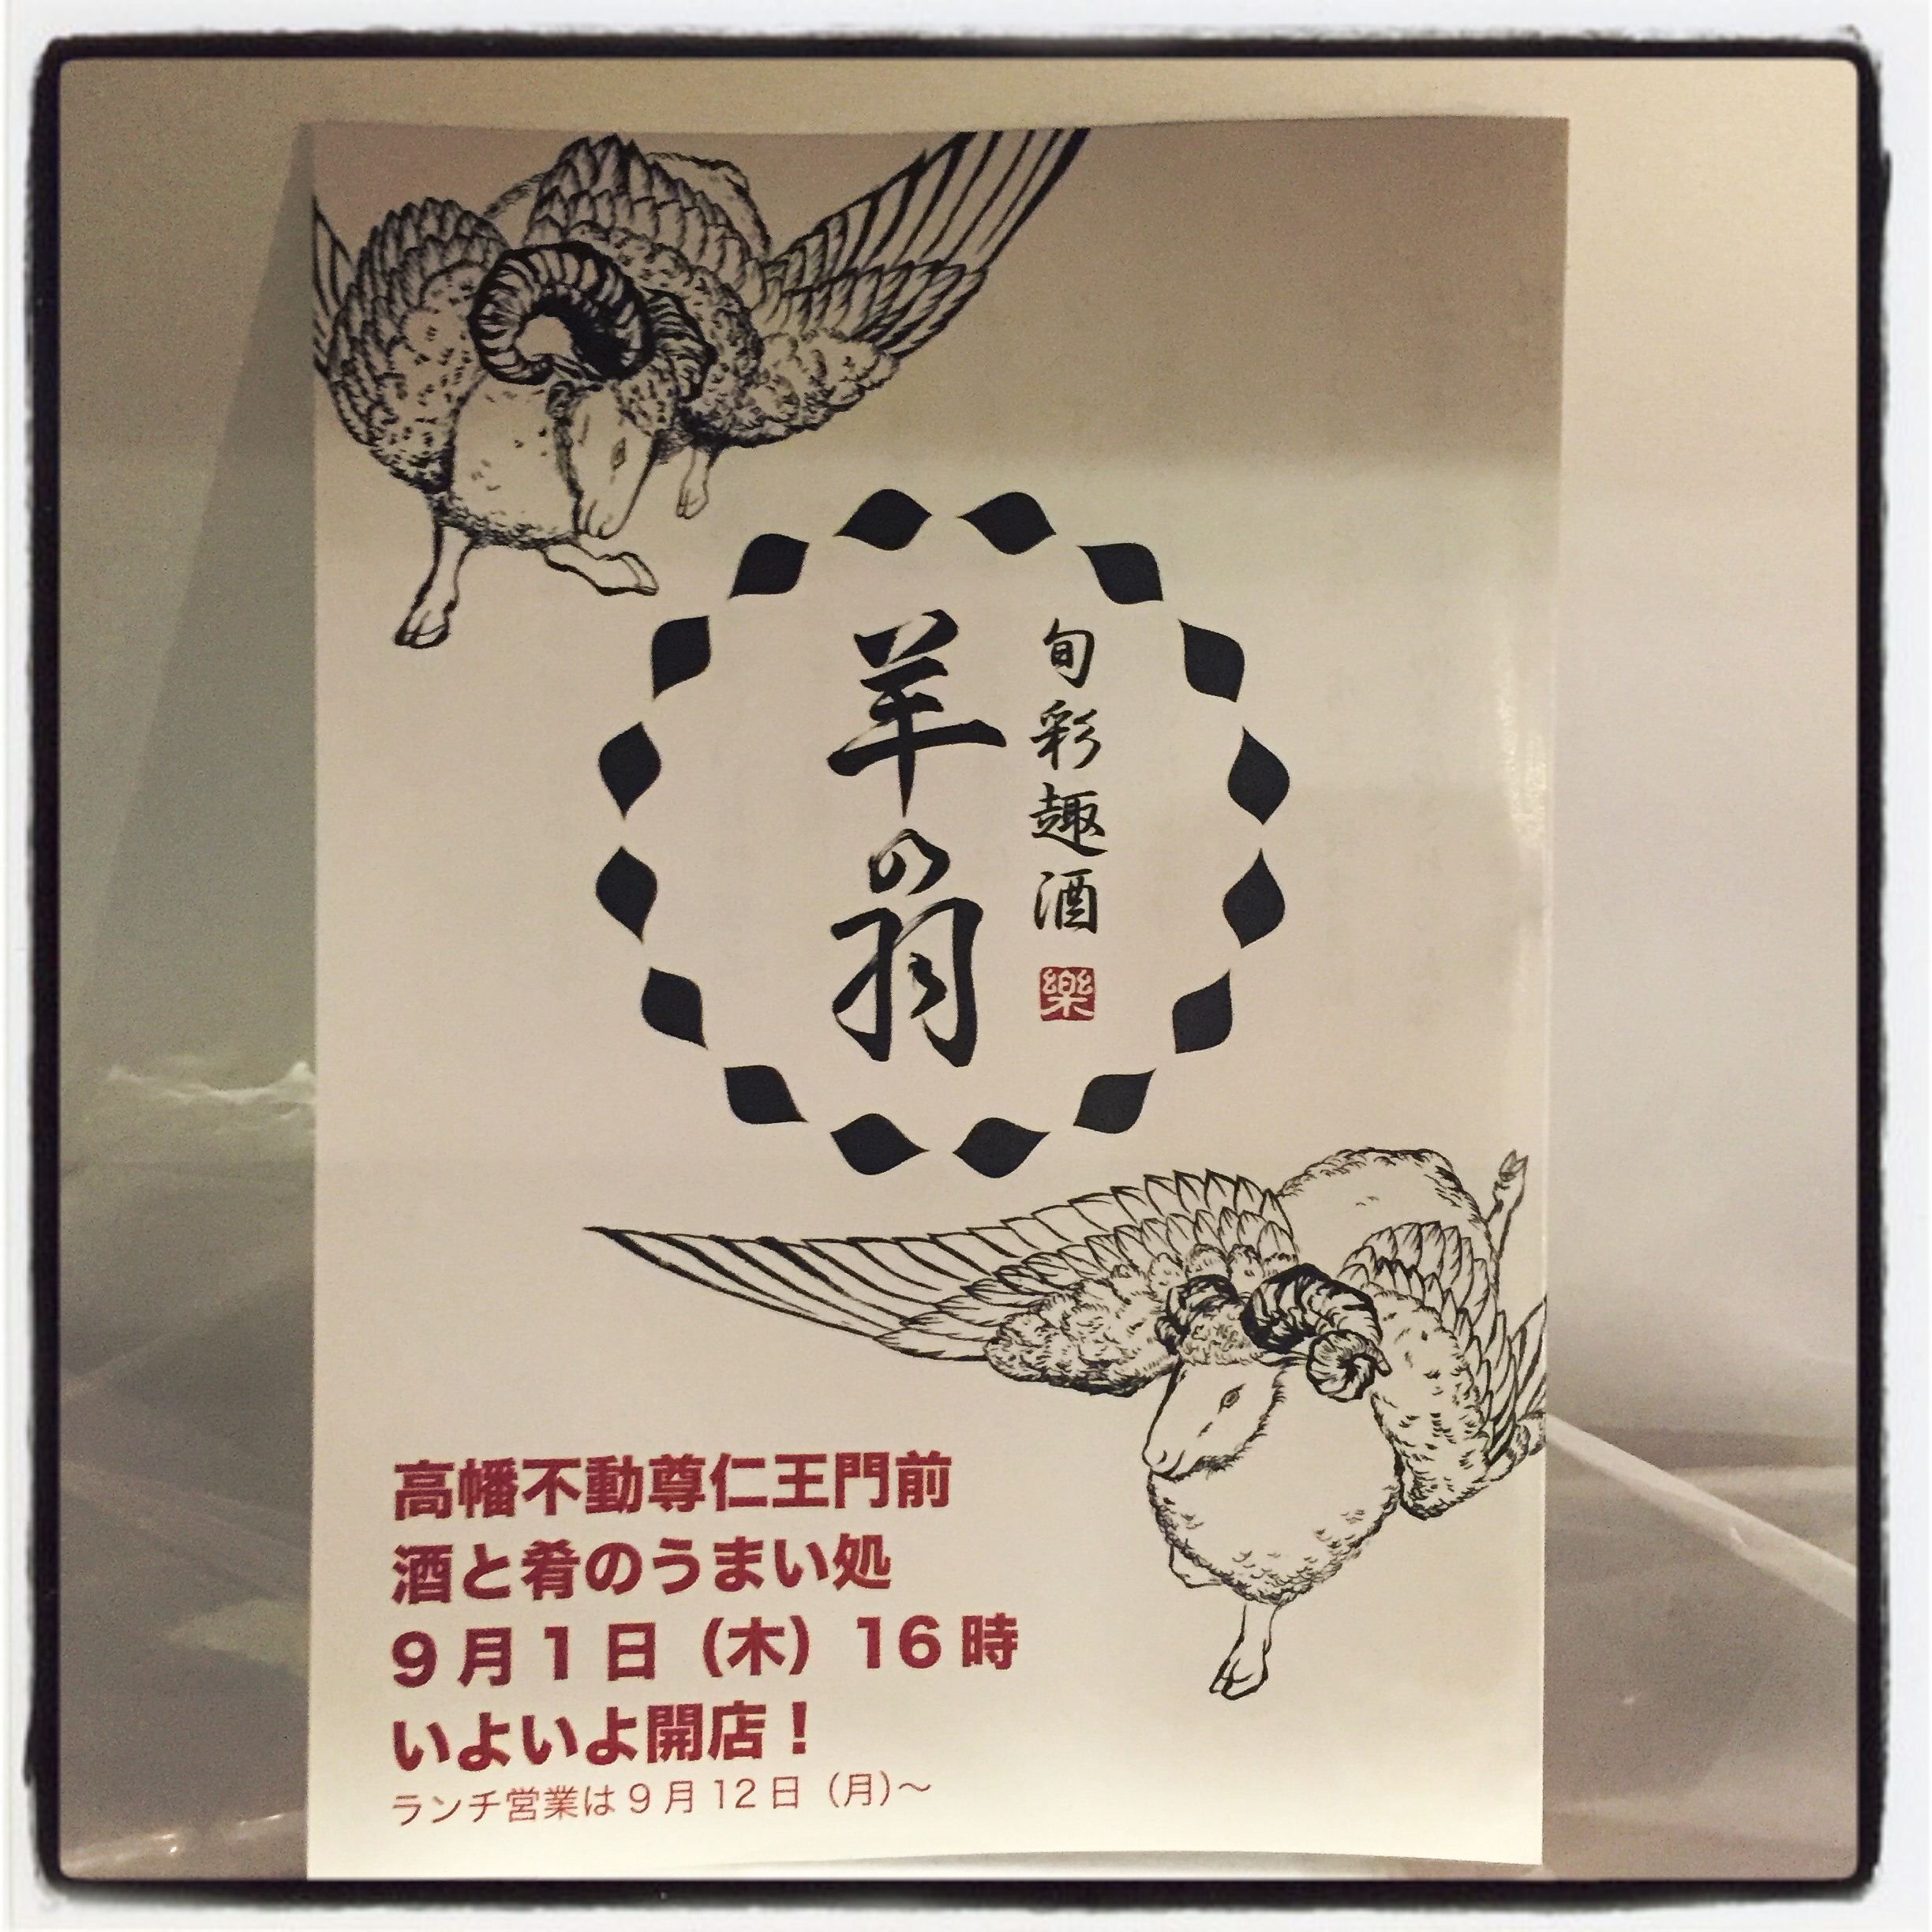 旬彩趣酒
樂
羊の羽
高幡不動尊仁王門前
酒と肴のうまい処
9月1日（木）16時
いよいよ開店！
ランチ営業は9月12日（月）〜